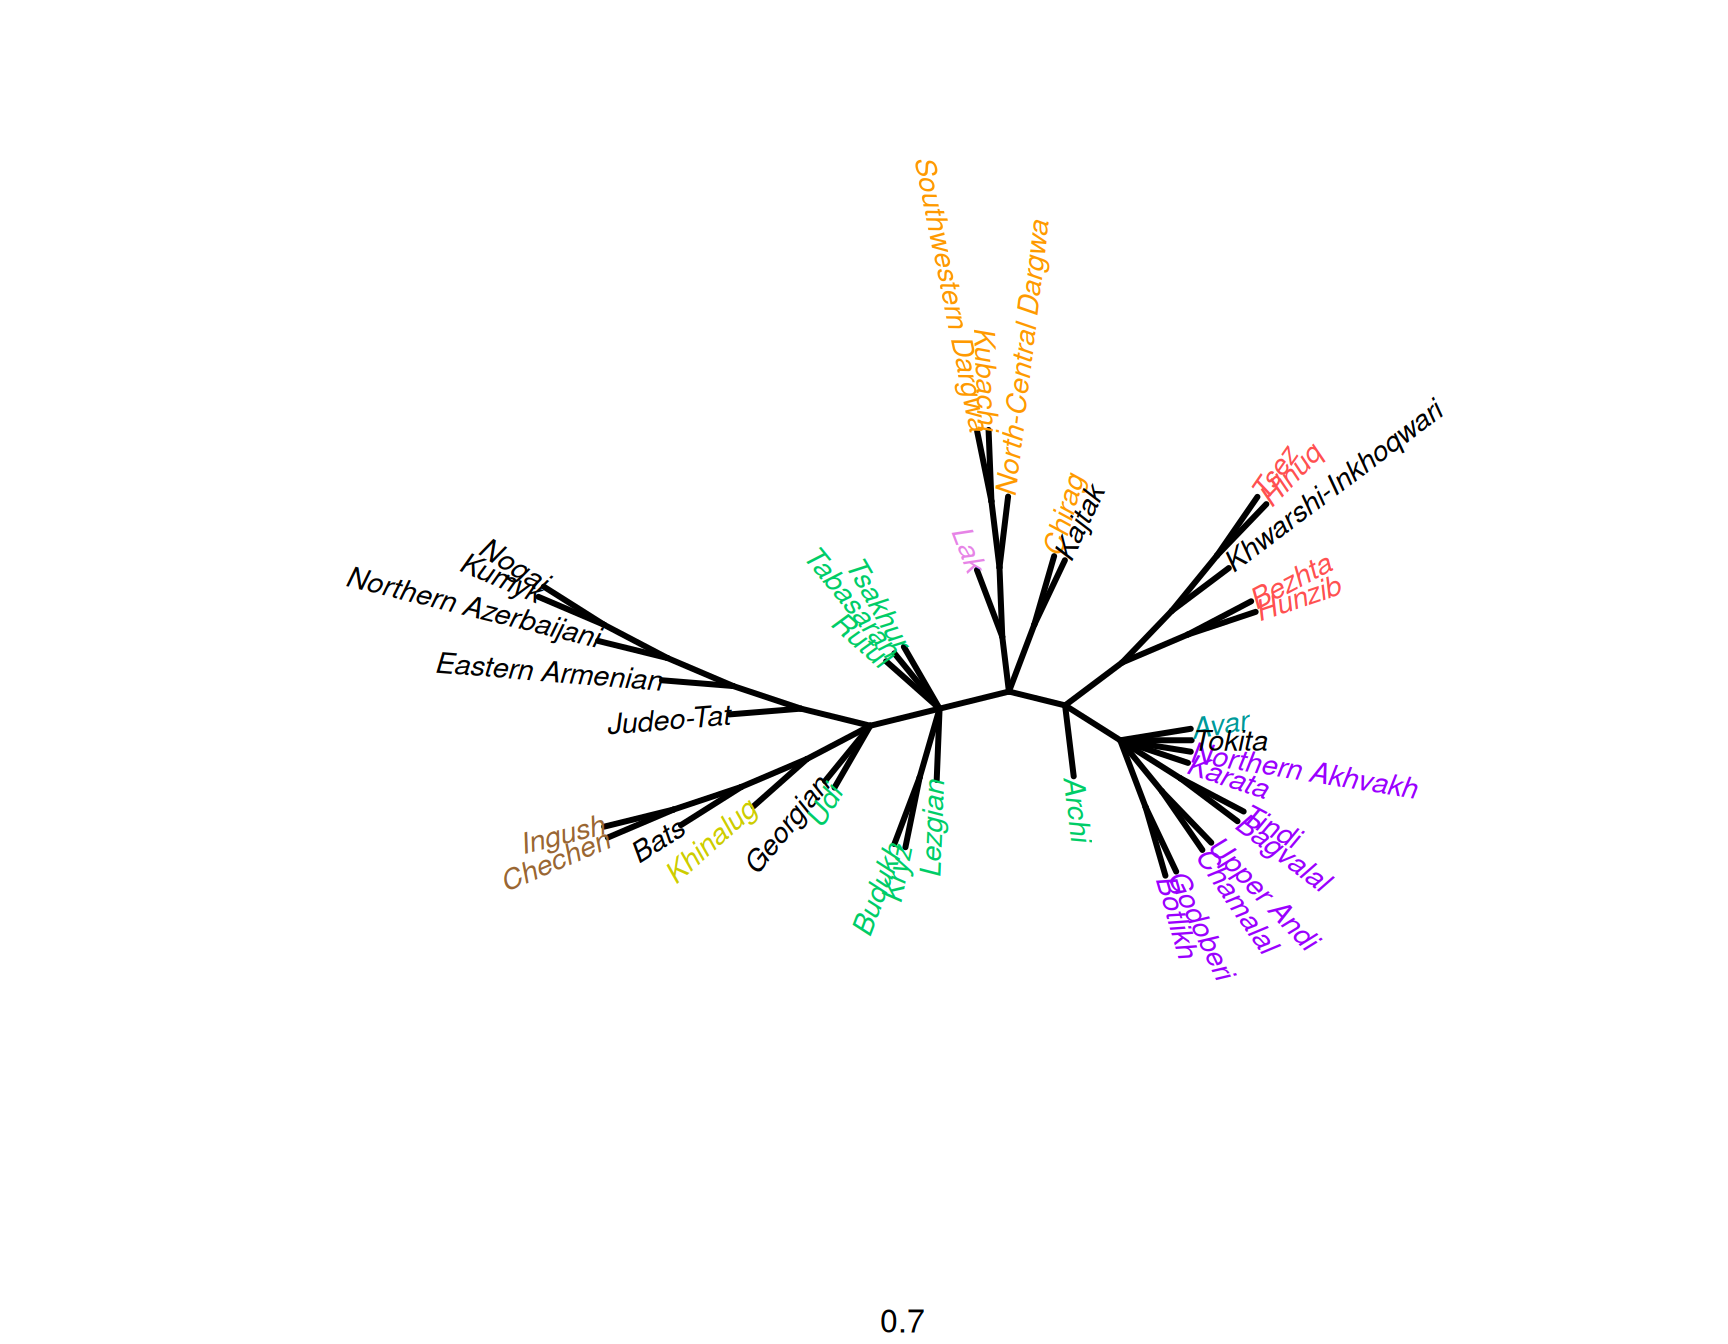 Southwestern Dargwa
Kubachi
North-Central Dargwa
Lak
Chirag
Kajtak
Tsez
Hinuq
Khwarshi-Inkhoqwari
Bezhta
Hunzib
Nogai
Kumyk
Northern Azerbaijani
Eastern Armenian
Judeo-Tat
Tsakhur
Tabasaran
Rutul
Avar
Tokita
Northern Akhvakh
Karata
Tindi
Bagvalal
Upper Andi
Chamalal
Godoberi
Botlikh
Archi
Lezgian
Kryz
Budukh
Udi
Georgian
Khinalug
Bats
Ingush
Chechen
0.7